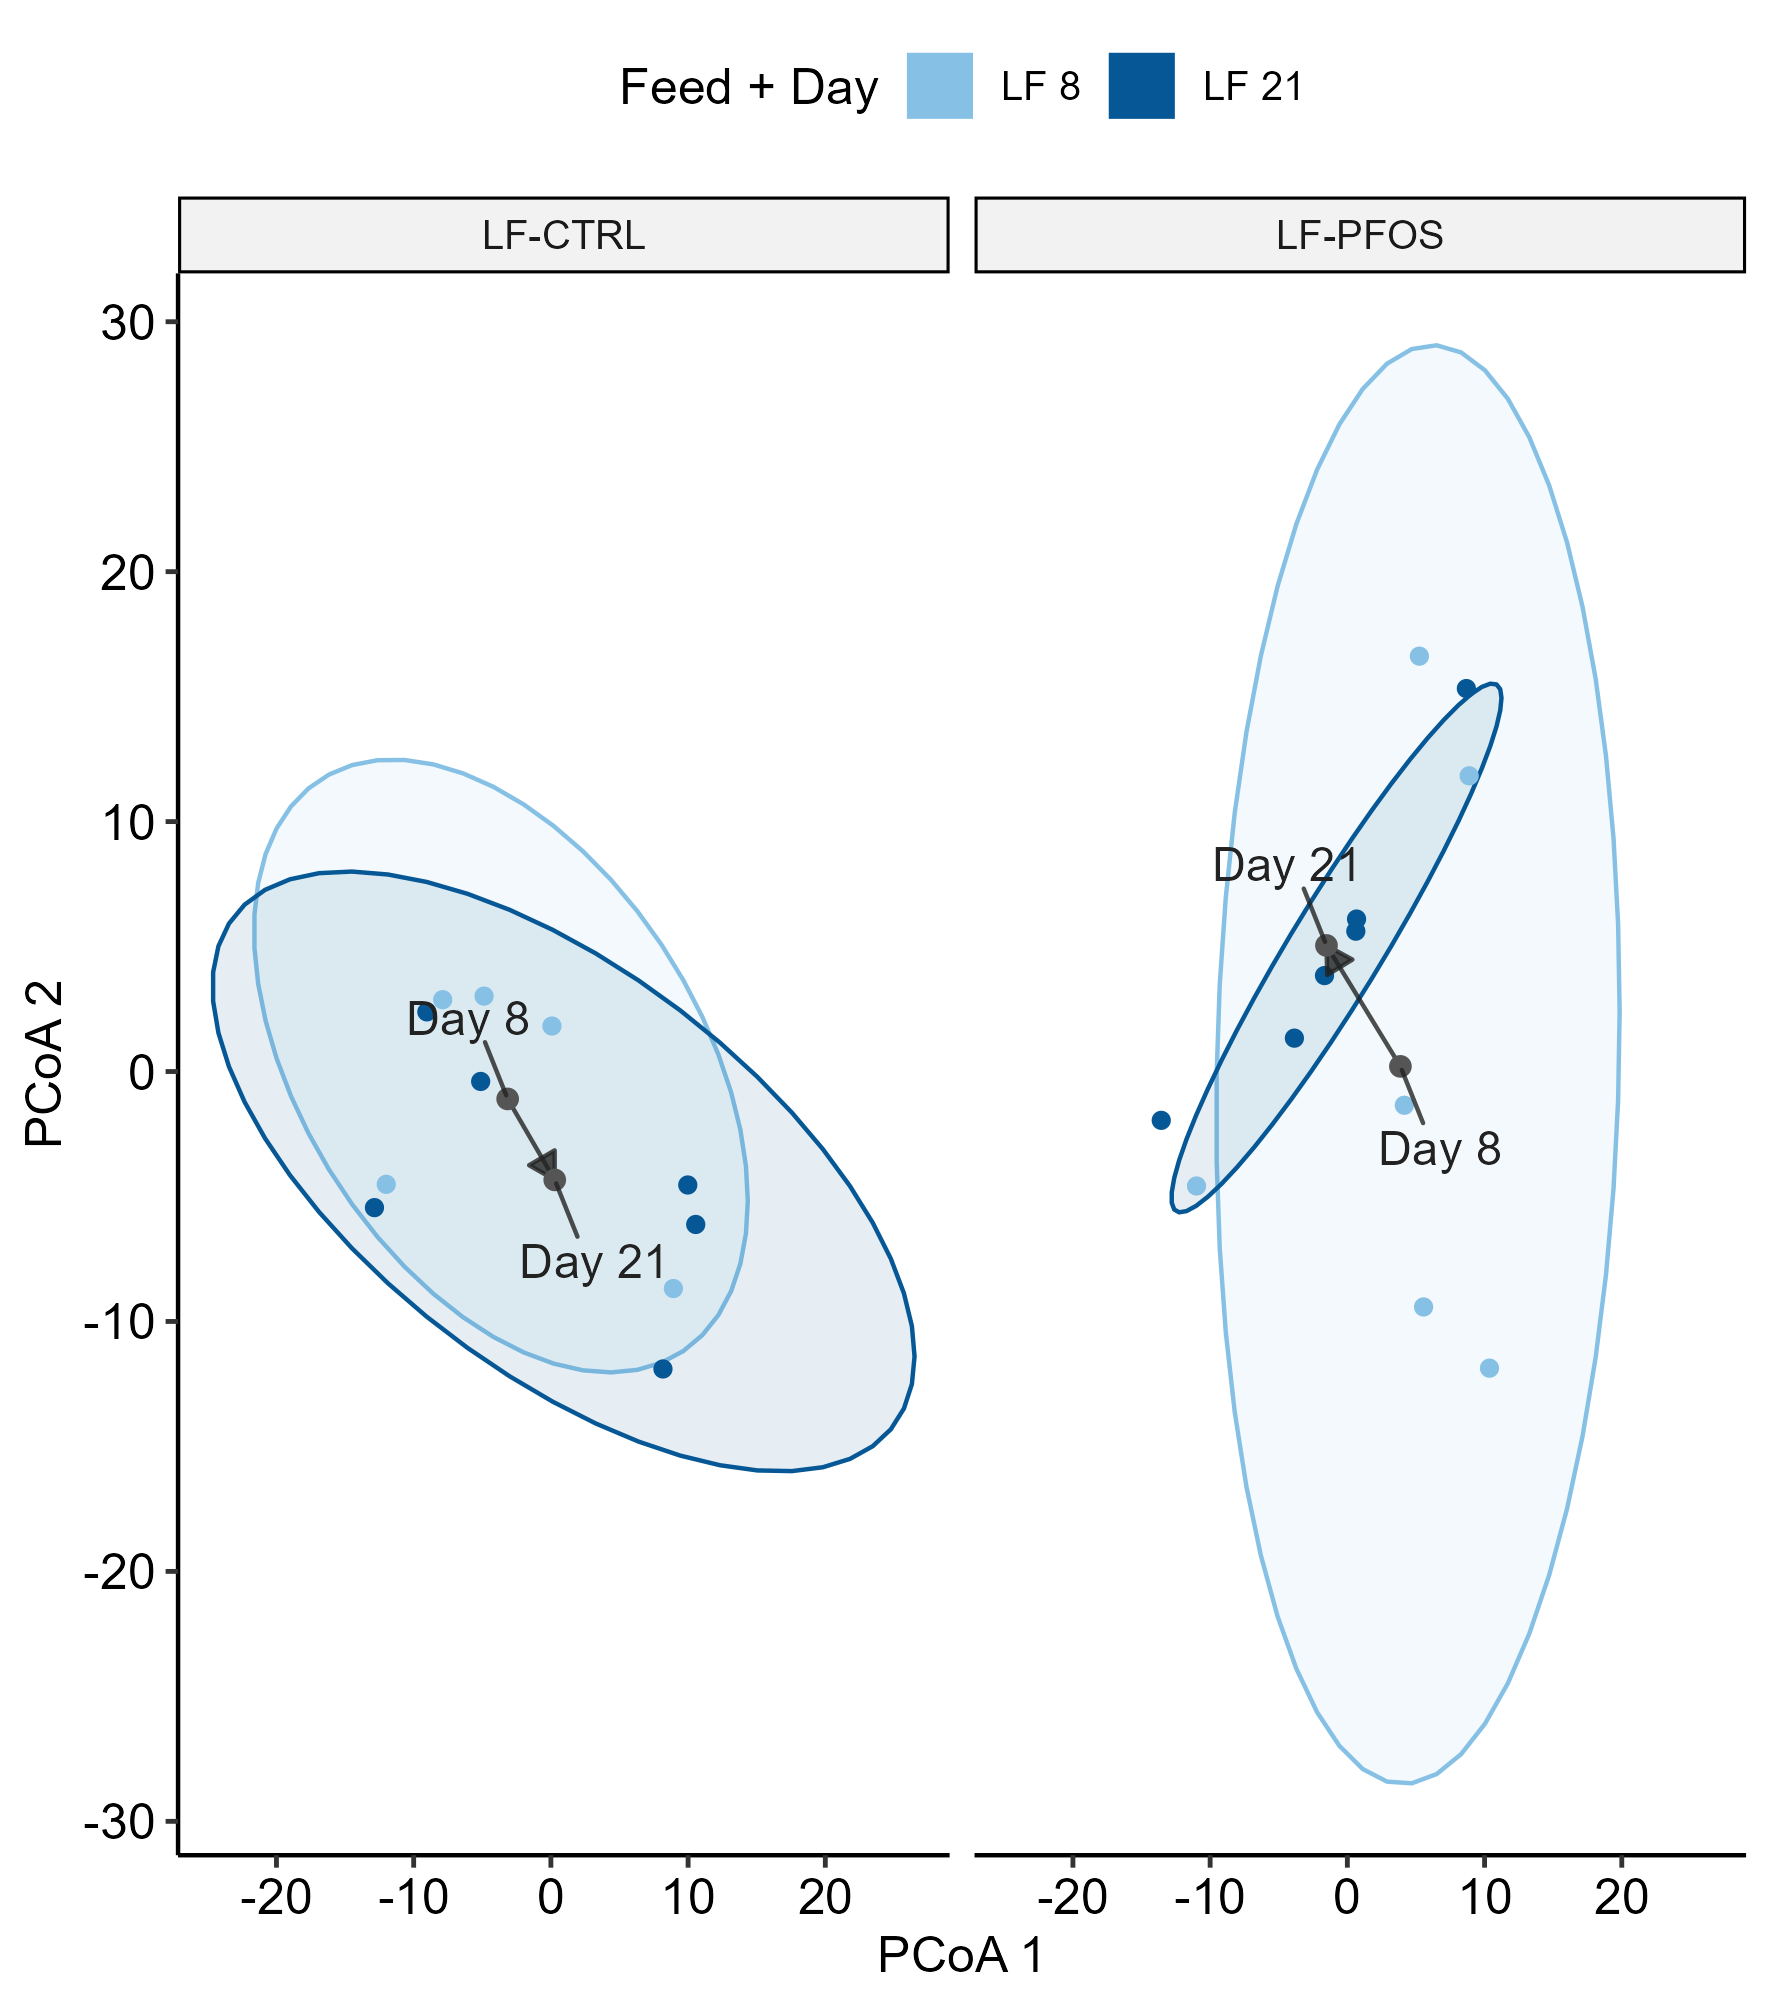 Feed + Day LF 8 LF 21
LF-CTRL LF-PFOS
30
20
10
0
-10
-20
-30
PCoA 2
Day 8
Day 21
Day 21
Day 8
-20 -10 0 10 20 -20 -10 0 10 20
PCoA 1